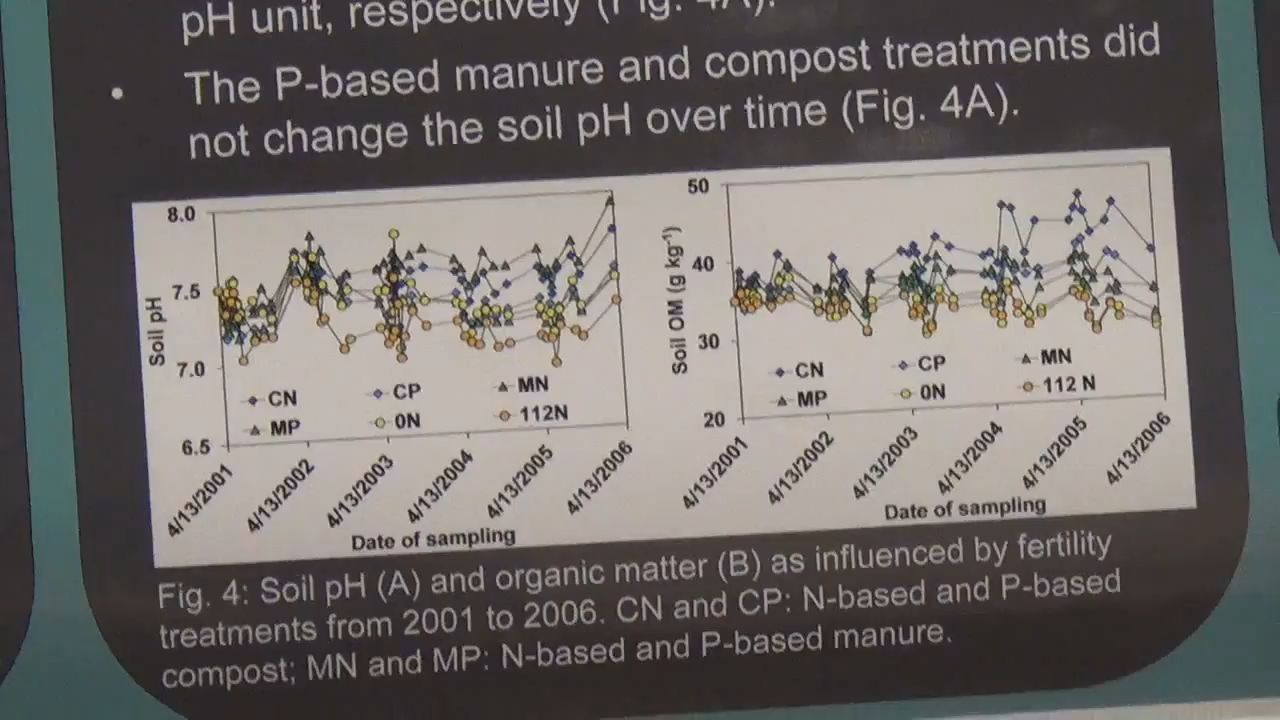 pH unit, respectively (Fig. 4A).
• The P-based manure and compost treatments did
not change the soil pH over time (Fig. 4A).
8.0
7.5
7.0
6.5
Soil pH
CN CP MN
MP 0N 112N
4/13/2001 4/13/2002 4/13/2003 4/13/2004 4/13/2005 4/13/2006
Date of sampling
50
40
30
20
Soil OM (g kg⁻¹)
CN CP MN
MP 0N 112 N
4/13/2001 4/13/2002 4/13/2003 4/13/2004 4/13/2005 4/13/2006
Date of sampling
Fig. 4: Soil pH (A) and organic matter (B) as influenced by fertility
treatments from 2001 to 2006. CN and CP: N-based and P-based
compost; MN and MP: N-based and P-based manure.